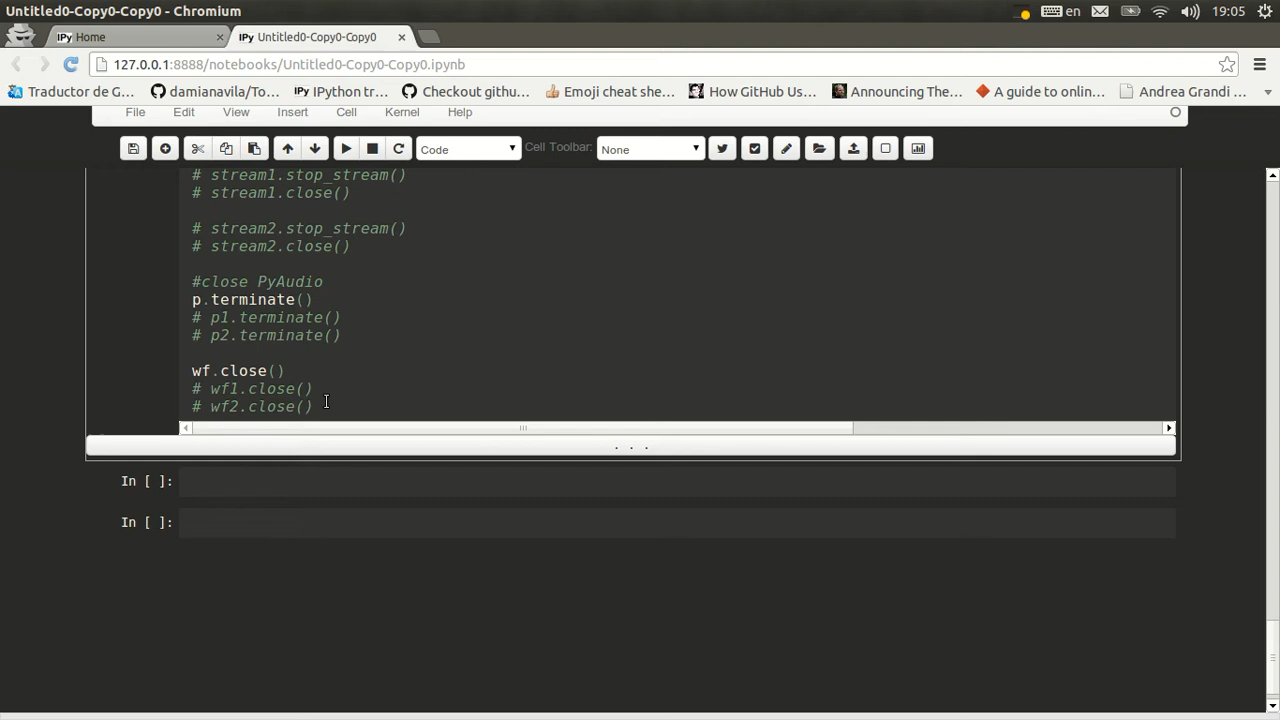 Untitled0-Copy0-Copy0 - Chromium
en
19:05
IPy Home
IPy Untitled0-Copy0-Copy0
127.0.0.1:8888/notebooks/Untitled0-Copy0-Copy0.ipynb
Traductor de G...
damianavila/To...
IPy IPython tr...
Checkout githu...
Emoji cheat she...
How GitHub Us...
Announcing The...
A guide to onlin...
Andrea Grandi ...
File
Edit
View
Insert
Cell
Kernel
Help
Code
Cell Toolbar:
None
# stream1.stop_stream()
# stream1.close()
# stream2.stop_stream()
# stream2.close()
#close PyAudio
p.terminate()
# p1.terminate()
# p2.terminate()
wf.close()
# wf1.close()
# wf2.close()
. . .
In [ ]:
In [ ]: